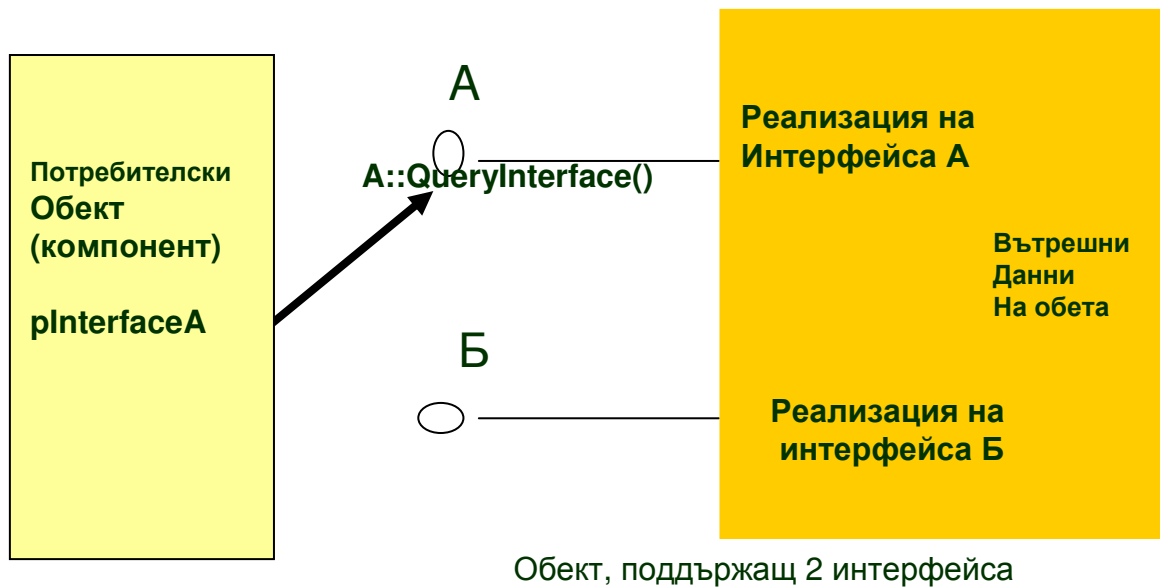 Потребителски
Обект
(компонент)
pInterfaceA
А
A::QueryInterface()
Б
Реализация на
Интерфейса А
Вътрешни
Данни
На обета
Реализация на
интерфейса Б
Обект, поддържащ 2 интерфейса